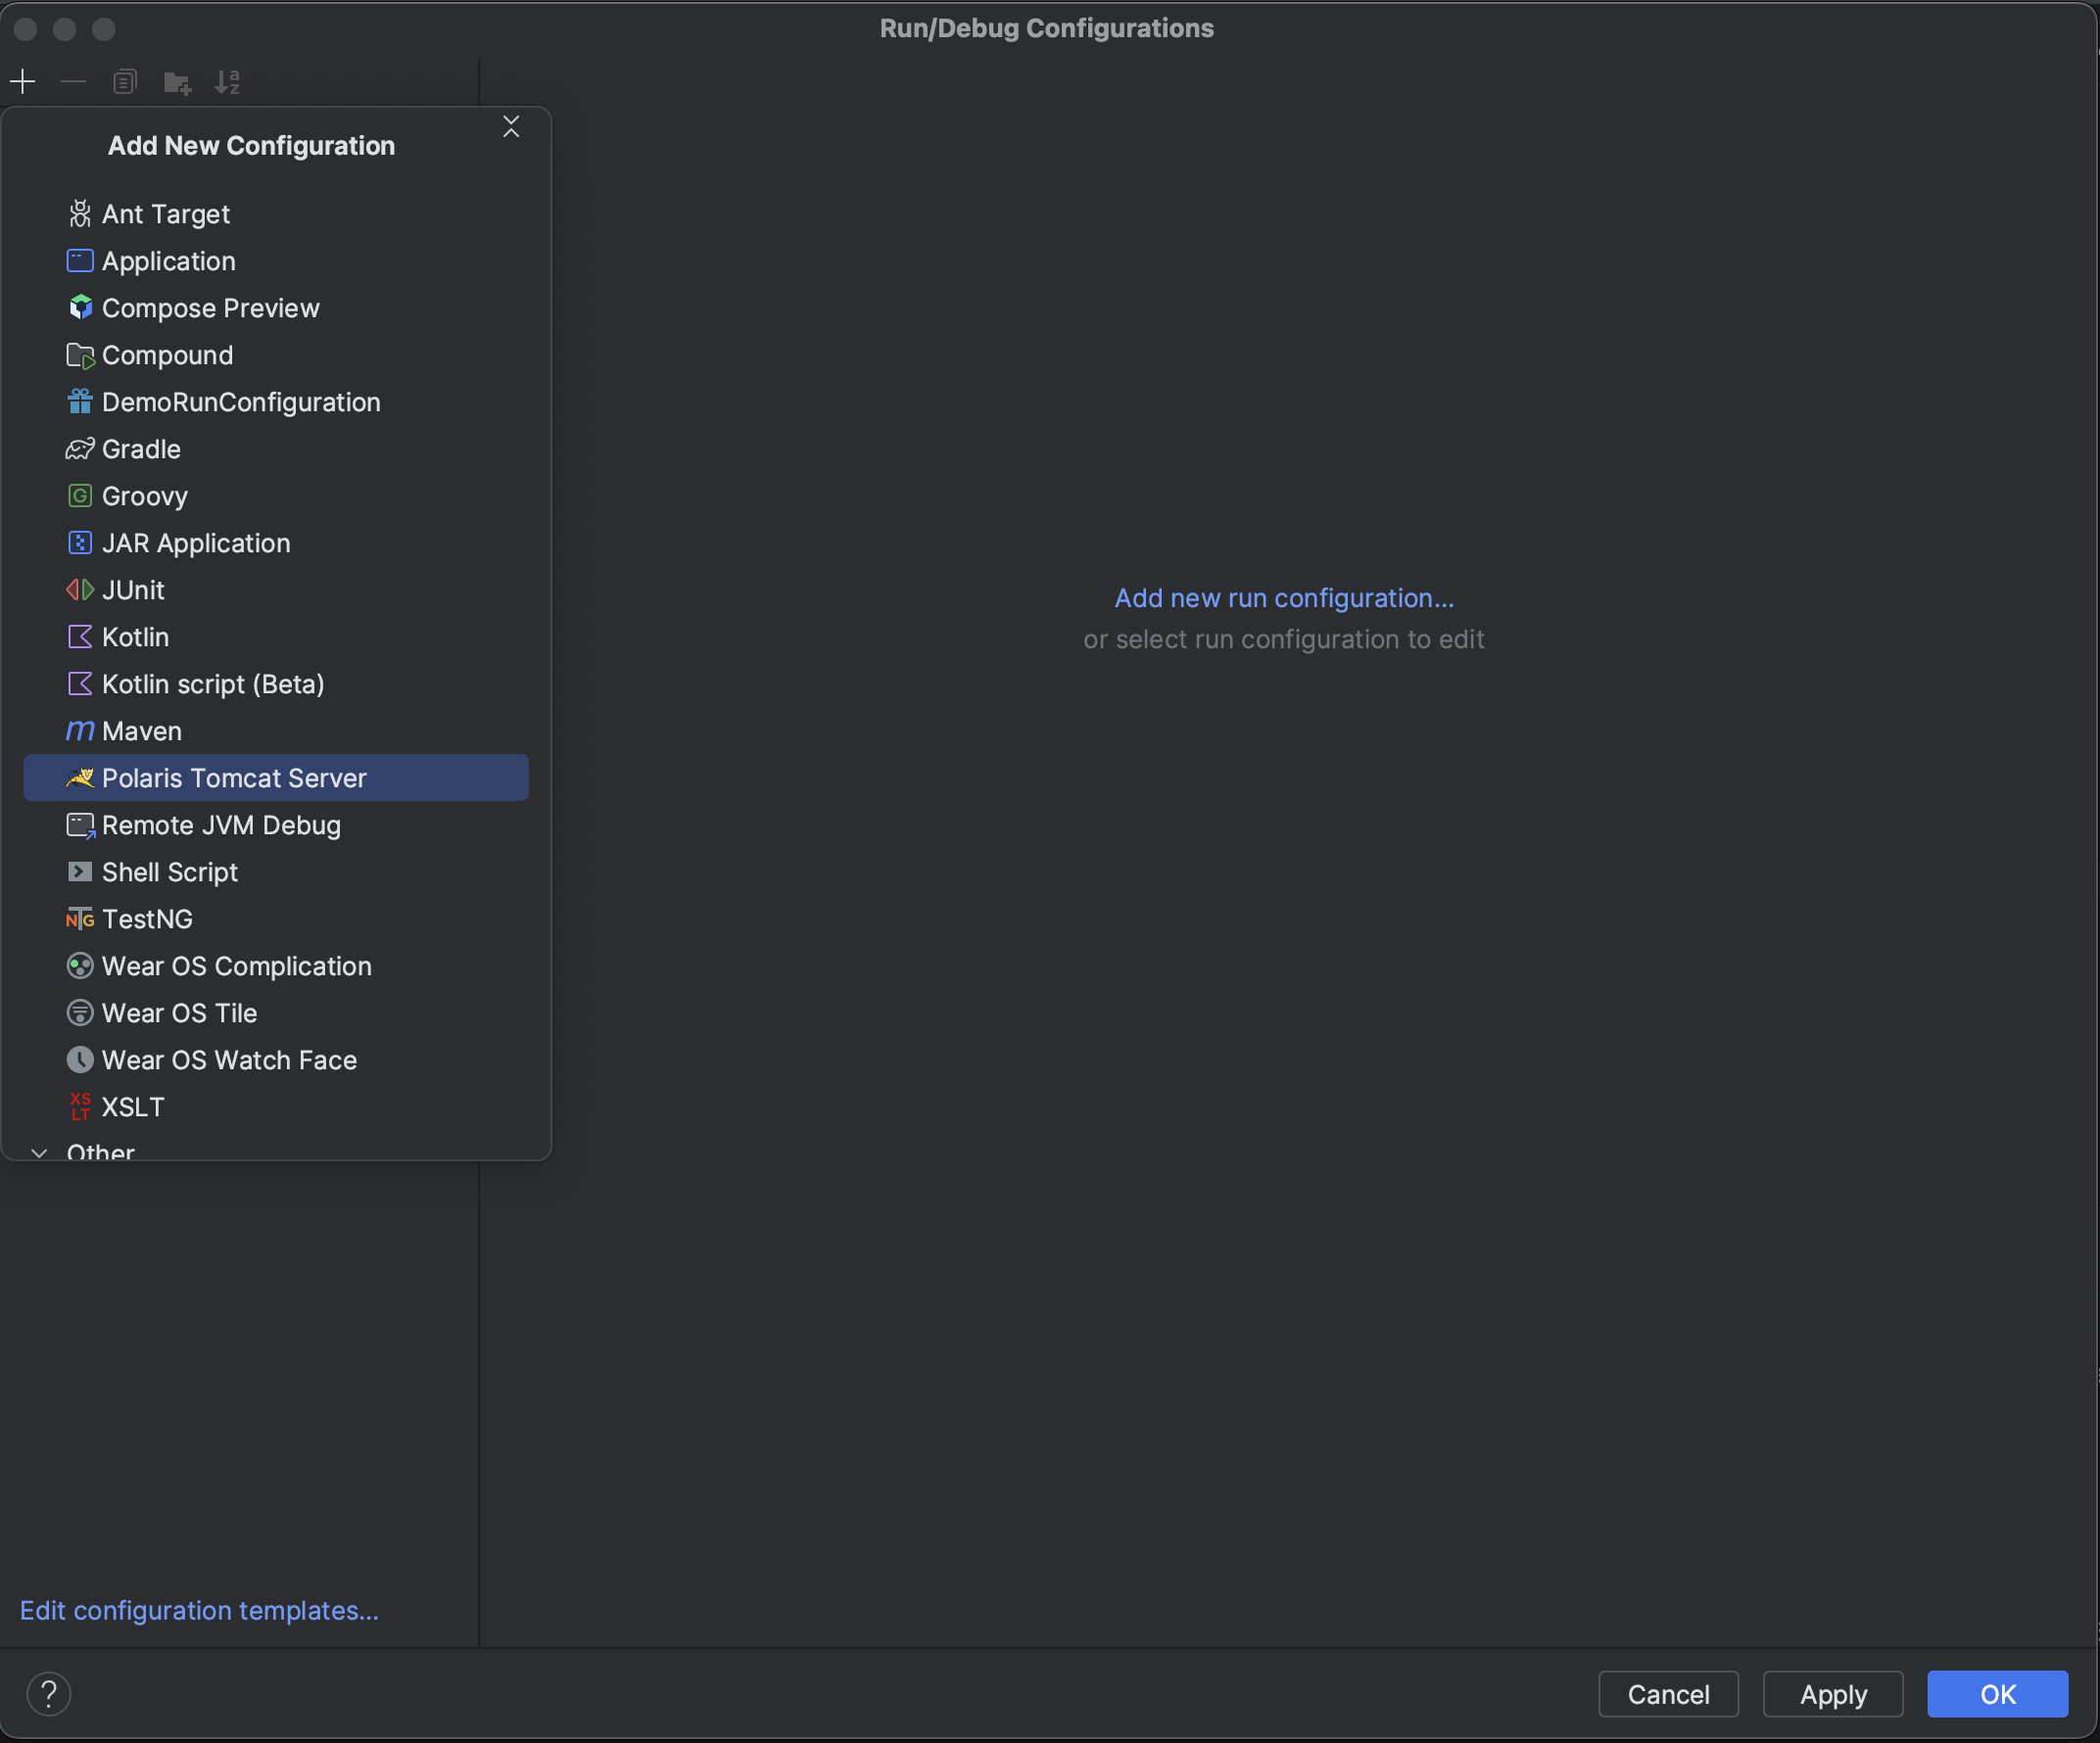 Run/Debug Configurations
Add New Configuration
Ant Target
Application
Compose Preview
Compound
DemoRunConfiguration
Gradle
G Groovy
JAR Application
JUnit
Kotlin
Kotlin script (Beta)
m Maven
Polaris Tomcat Server
Remote JVM Debug
Shell Script
NTG TestNG
Wear OS Complication
Wear OS Tile
Wear OS Watch Face
XSLT XSLT
Other
Add new run configuration...
or select run configuration to edit
Edit configuration templates...
? Cancel Apply OK